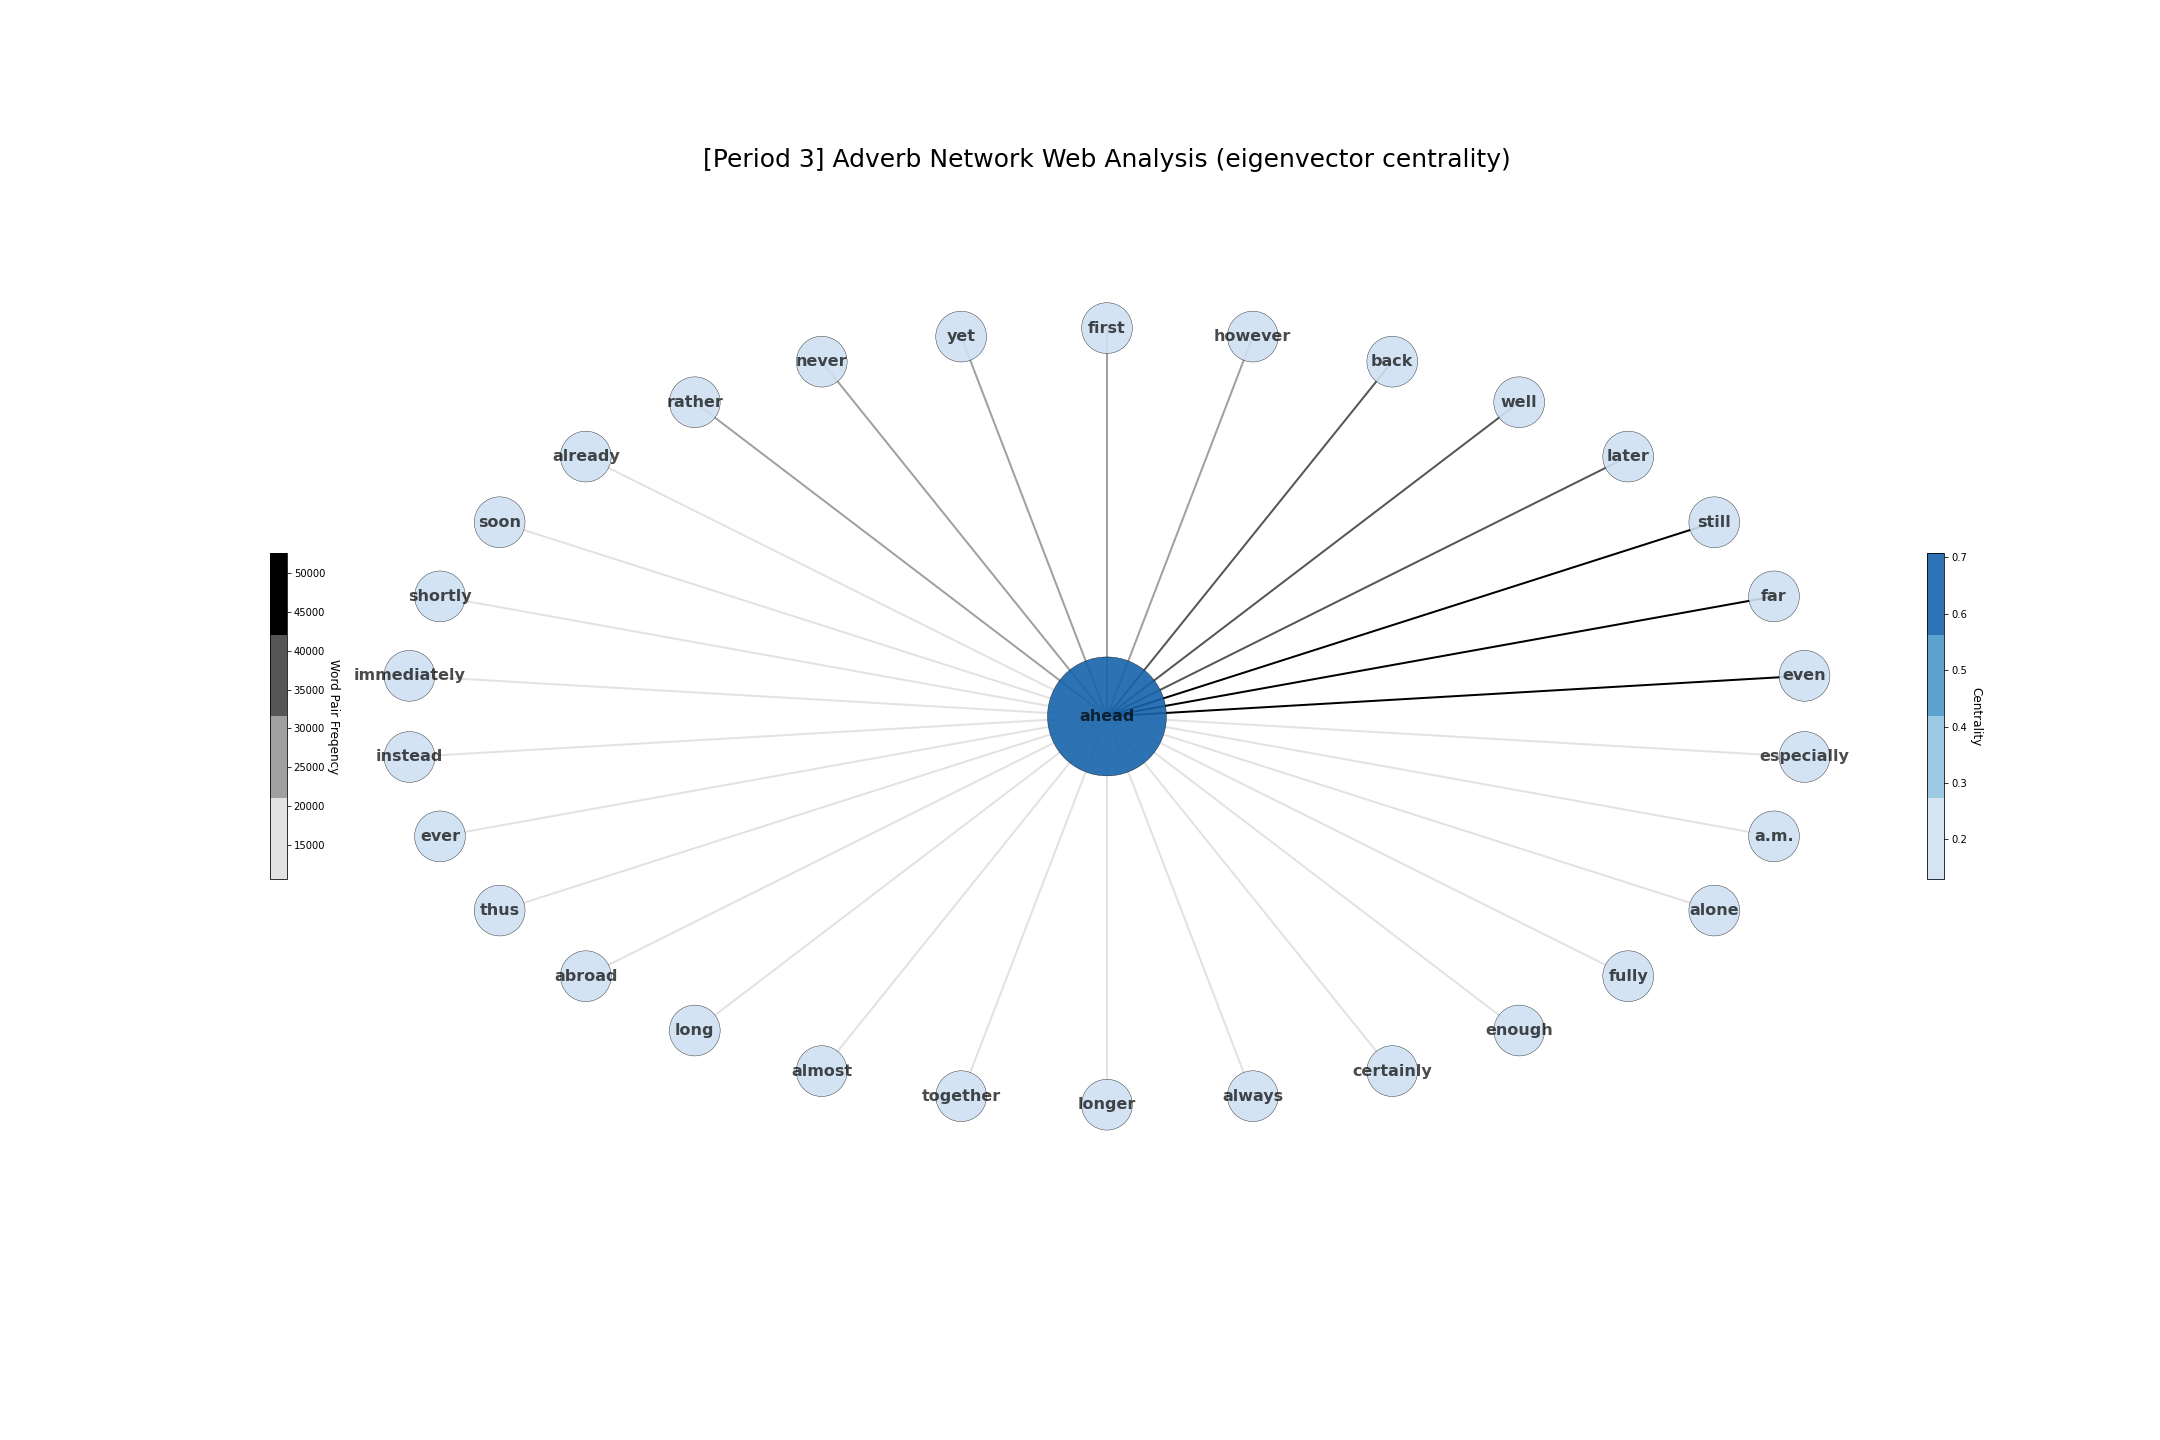 [Period 3] Adverb Network Web Analysis (eigenvector centrality)
first
yet
however
never
back
rather
well
already
later
soon
still
shortly
far
immediately
even
ahead
instead
especially
ever
a.m.
thus
alone
abroad
fully
long
enough
almost
certainly
together
always
longer
50000
45000
40000
35000
30000
25000
20000
15000
Word Pair Freqency
0.7
0.6
0.5
0.4
0.3
0.2
Centrality